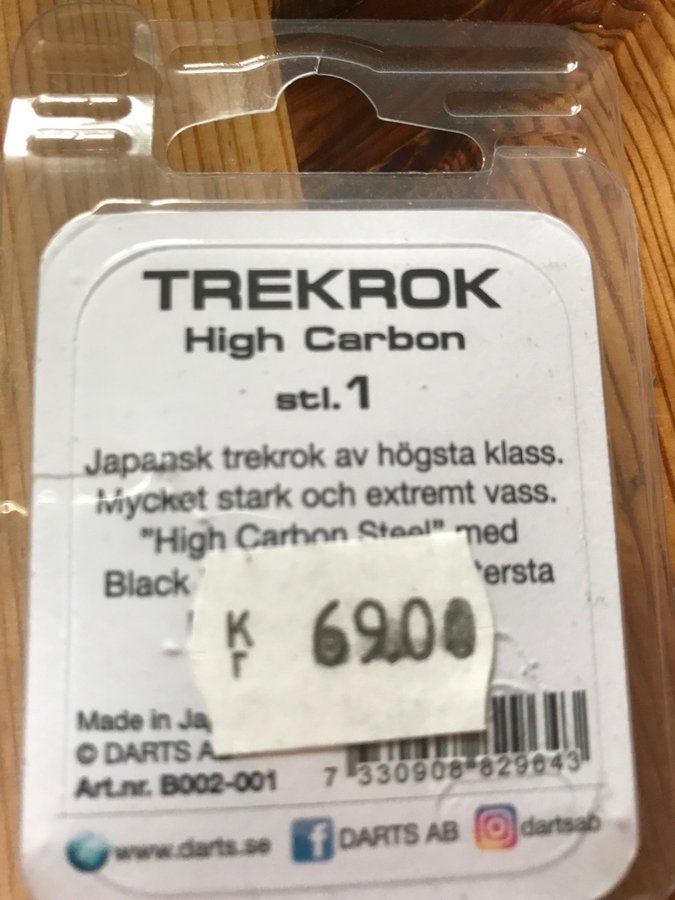 TREKROK
High Carbon
stl.1
Japansk trekrok av högsta klass.
Mycket stark och extremt vass.
"High Carbon Steel" med
Black
Kr 69.00
Made in
© DARTS
Art.nr. B002-001
7 330908 829643
www.darts.se DARTS AB dartsab